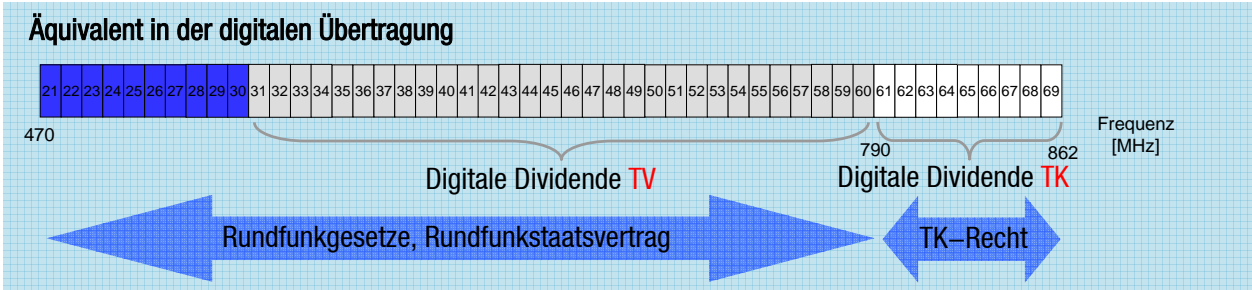 Äquivalent in der digitalen Übertragung
21 22 23 24 25 26 27 28 29 30 31 32 33 34 35 36 37 38 39 40 41 42 43 44 45 46 47 48 49 50 51 52 53 54 55 56 57 58 59 60 61 62 63 64 65 66 67 68 69
470 790 862 Frequenz
[MHz]
Digitale Dividende TV Digitale Dividende TK
Rundfunkgesetze, Rundfunkstaatsvertrag TK–Recht